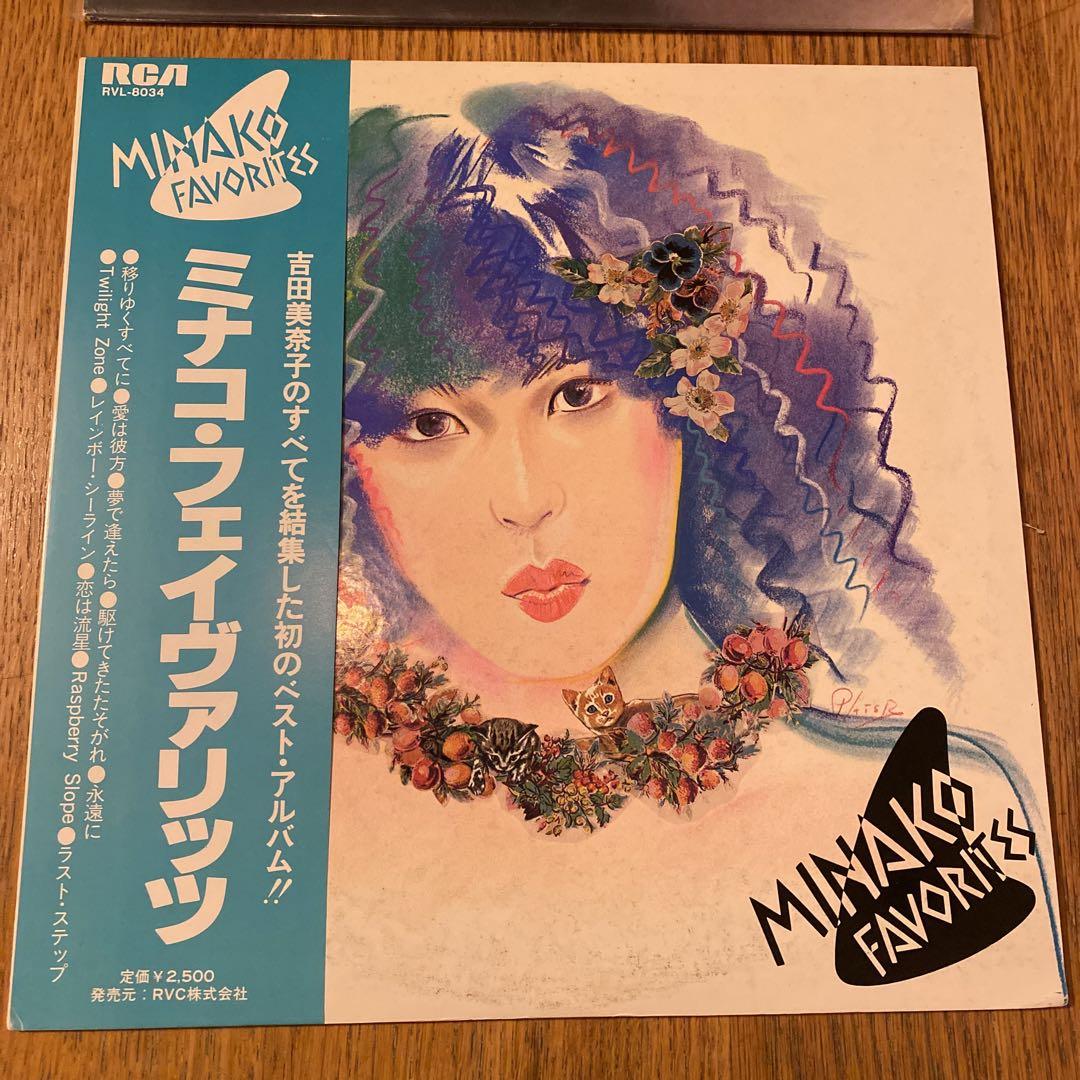 RCA
RVL-8034
MINAKO
FAVORITES
吉田美奈子のすべてを結集した初のベスト・アルバム!!
ミナコ・フェイヴァリッツ
●移りゆくすべてに●愛は彼方●夢で逢えたら●駆けてきたたそがれ●永遠に
●Twilight Zone●レインボー・シーライン●恋は流星●Raspberry Slope●ラスト・ステップ
定価￥2,500
発売元：RVC株式会社
MINAKO
FAVORITES